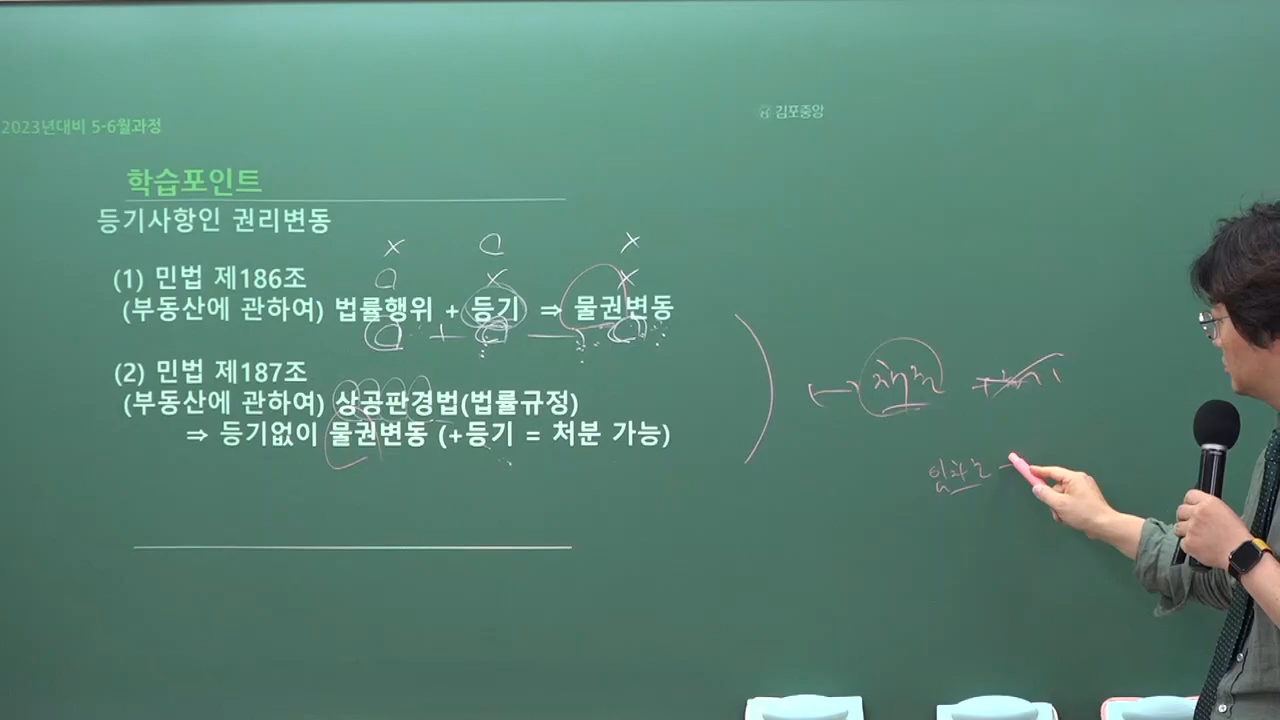 2023년대비 5-6월과정
김포중앙
학습포인트
등기사항인 권리변동
× O ×
(1) 민법 제186조
O × ×
(부동산에 관하여) 법률행위 + 등기 ⇒ 물권변동
O + O O
(2) 민법 제187조
(부동산에 관하여) 상공판경법(법률규정)
⇒ 등기없이 물권변동 (+등기 = 처분 가능)
채권
임차권